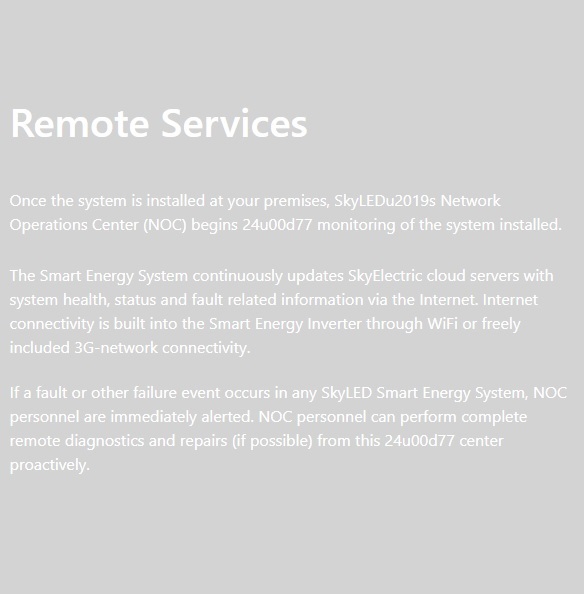 Remote Services
Once the system is installed at your premises, SkyLEDu2019s Network
Operations Center (NOC) begins 24u00d77 monitoring of the system installed.
The Smart Energy System continuously updates SkyElectric cloud servers with
system health, status and fault related information via the Internet. Internet
connectivity is built into the Smart Energy Inverter through WiFi or freely
included 3G-network connectivity.
If a fault or other failure event occurs in any SkyLED Smart Energy System, NOC
personnel are immediately alerted. NOC personnel can perform complete
remote diagnostics and repairs (if possible) from this 24u00d77 center
proactively.